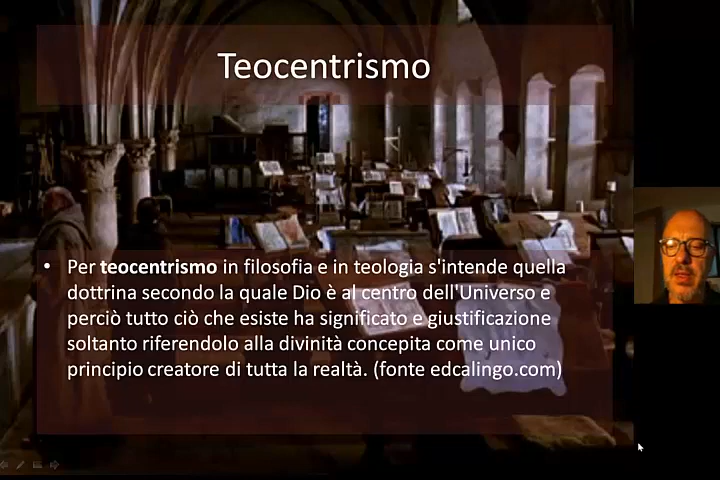 Teocentrismo
• Per teocentrismo in filosofia e in teologia s'intende quella
dottrina secondo la quale Dio è al centro dell'Universo e
perciò tutto ciò che esiste ha significato e giustificazione
soltanto riferendolo alla divinità concepita come unico
principio creatore di tutta la realtà. (fonte edcalingo.com)